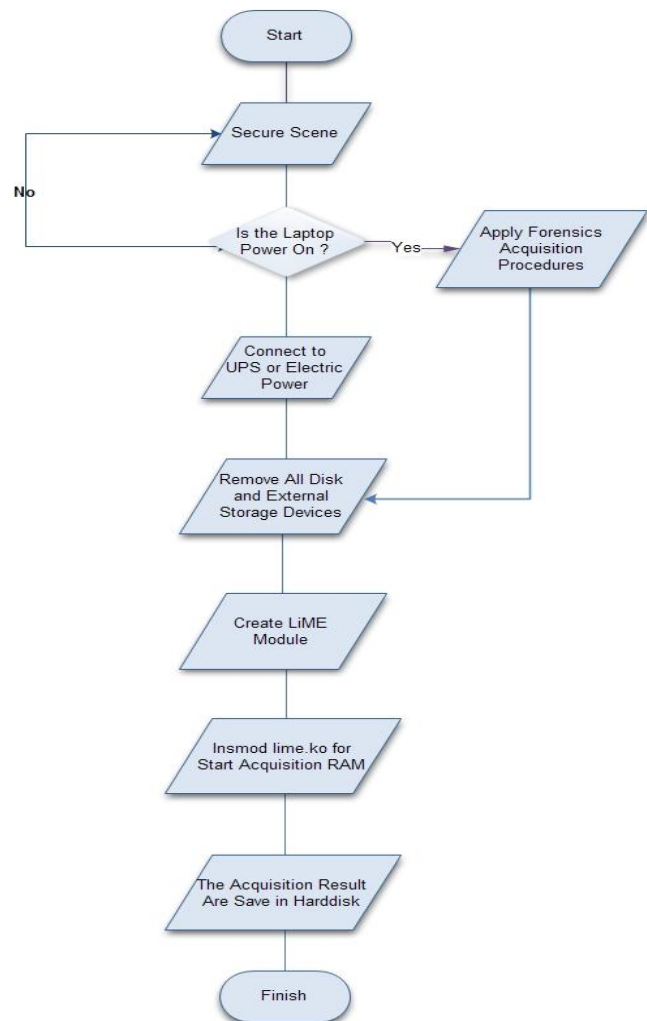 Start
Secure Scene
No
Is the Laptop
Power On ?
Yes
Apply Forensics
Acquisition
Procedures
Connect to
UPS or Electric
Power
Remove All Disk
and External
Storage Devices
Create LiME
Module
Insmod lime.ko for
Start Acquisition RAM
The Acquisition Result
Are Save in Harddisk
Finish